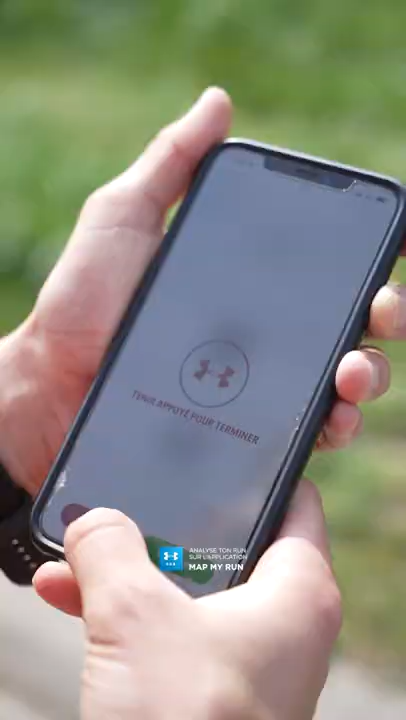 TENIR APPUYÉ POUR TERMINER
ANALYSE TON RUN
SUR L'APPLICATION
MAP MY RUN